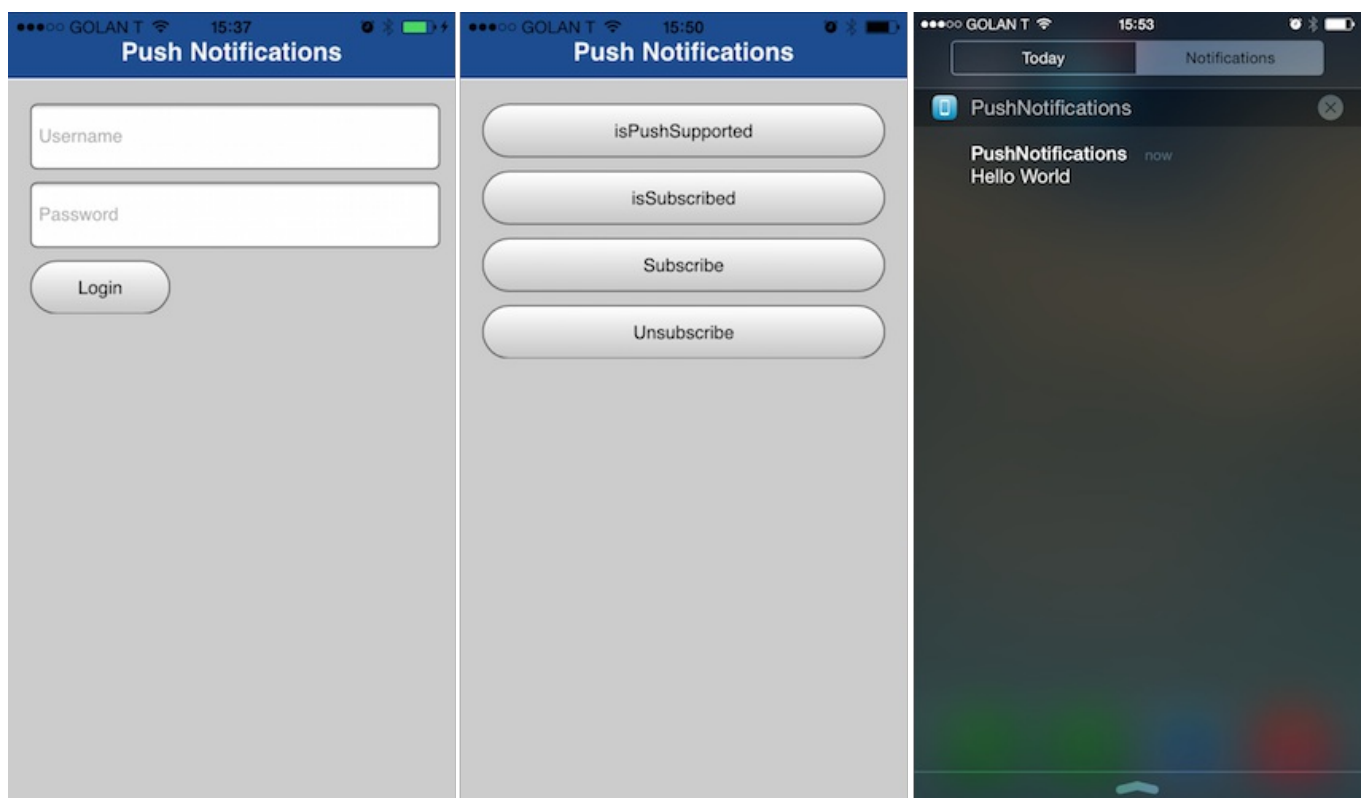 GOLAN T 15:37
Push Notifications
Username
Password
Login
GOLAN T 15:50
Push Notifications
isPushSupported
isSubscribed
Subscribe
Unsubscribe
GOLAN T 15:53
Today Notifications
PushNotifications
PushNotifications now
Hello World